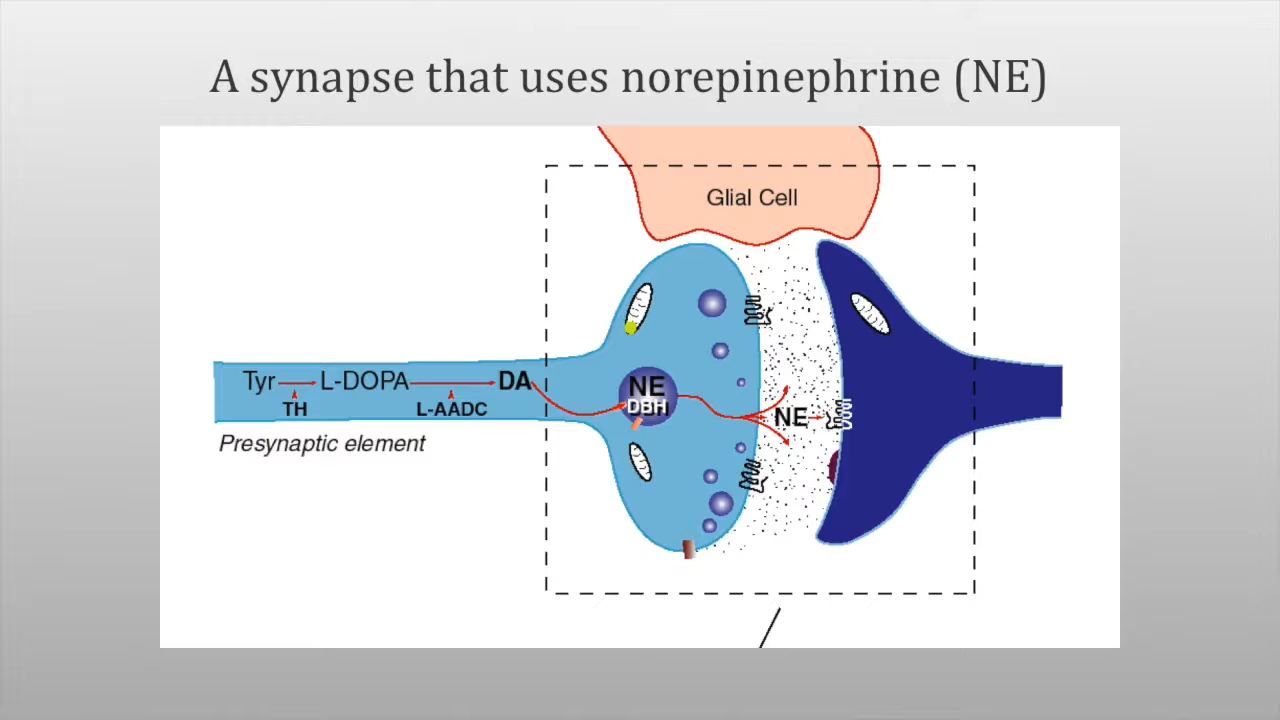 A synapse that uses norepinephrine (NE)
Glial Cell
Tyr L-DOPA DA
TH L-AADC
Presynaptic element
NE
DBH
NE